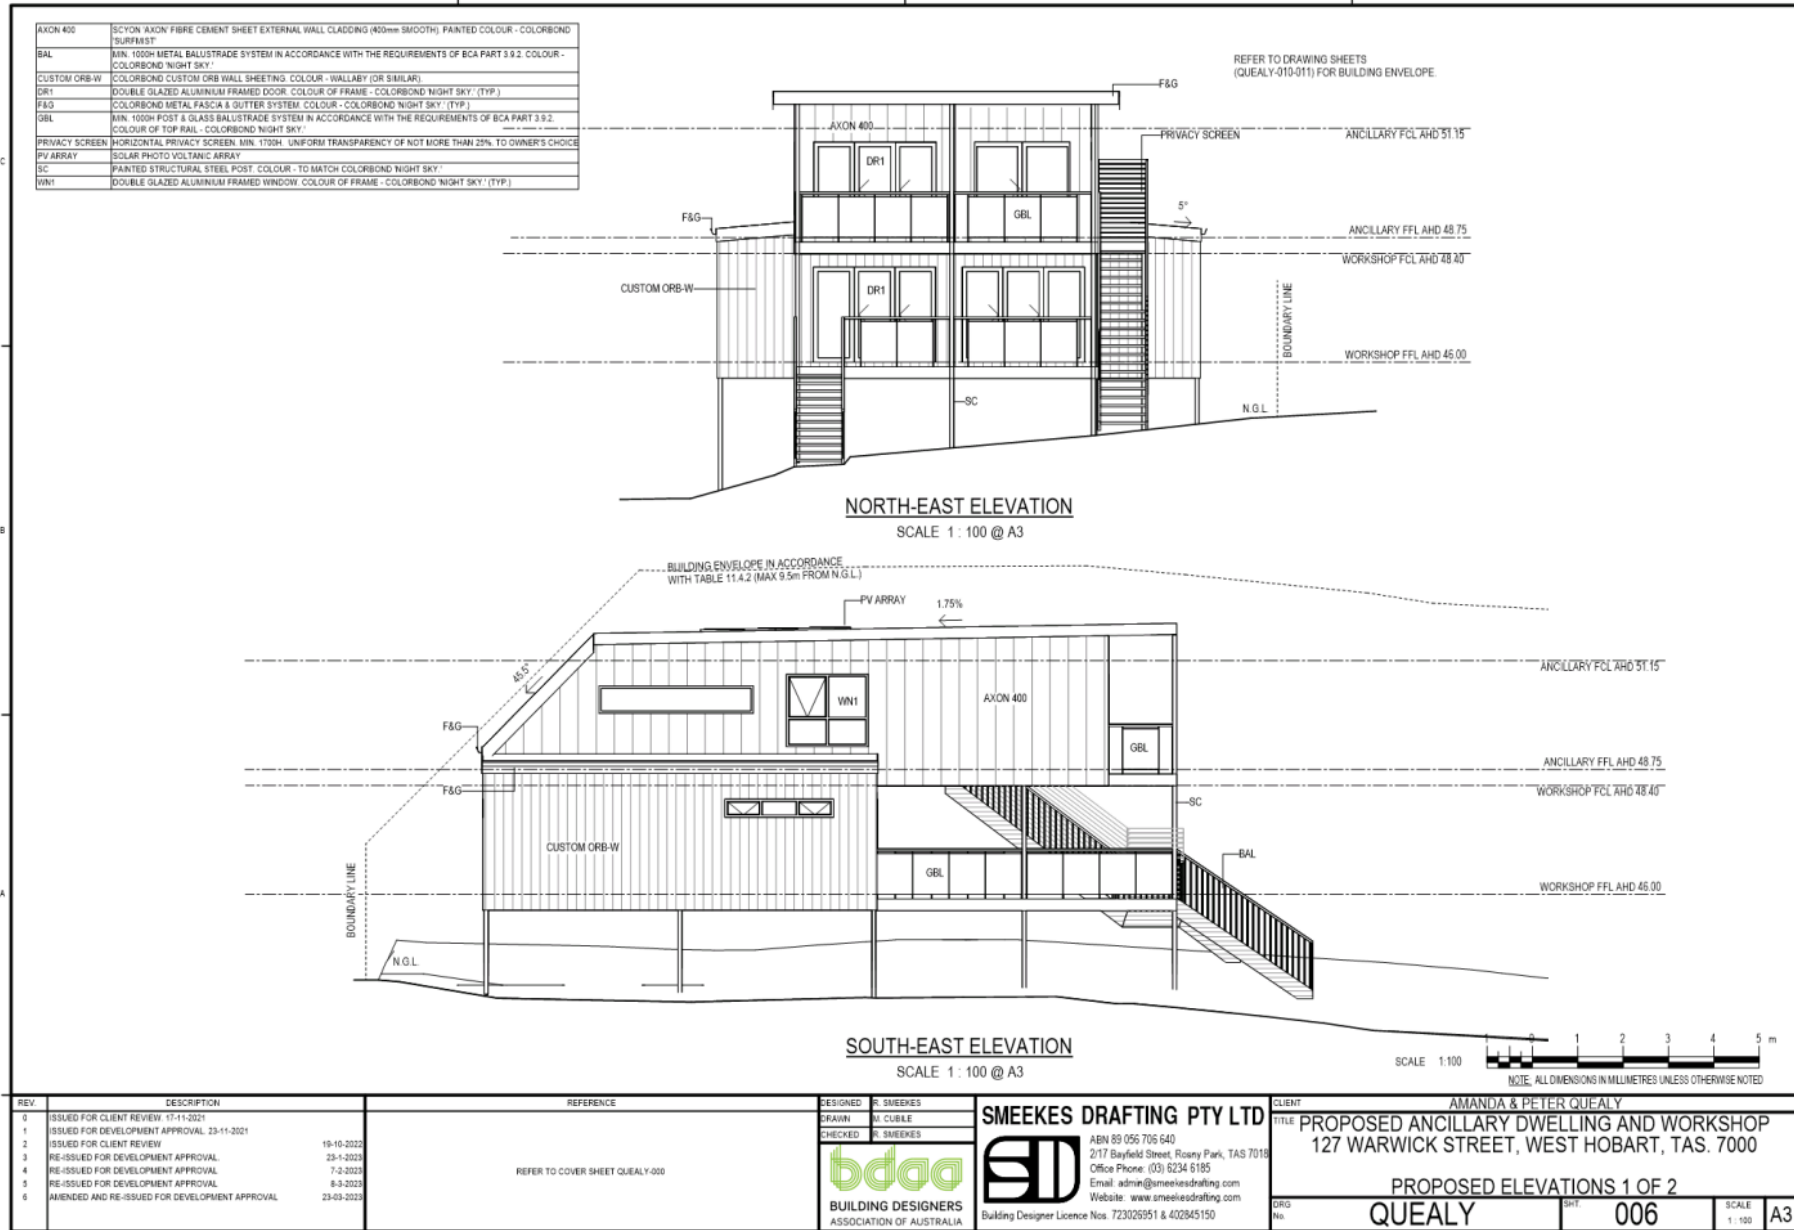 AXON 400 SCYON 'AXON' FIBRE CEMENT SHEET EXTERNAL WALL CLADDING (400mm SMOOTH). PAINTED COLOUR - COLORBOND
'SURFMIST'
BAL MIN. 1000H METAL BALUSTRADE SYSTEM IN ACCORDANCE WITH THE REQUIREMENTS OF BCA PART 3.9.2. COLOUR -
COLORBOND 'NIGHT SKY.'
CUSTOM ORB-W COLORBOND CUSTOM ORB WALL SHEETING. COLOUR - WALLABY (OR SIMILAR).
DR1 DOUBLE GLAZED ALUMINIUM FRAMED DOOR. COLOUR OF FRAME - COLORBOND 'NIGHT SKY.' (TYP.)
F&G COLORBOND METAL FASCIA & GUTTER SYSTEM. COLOUR - COLORBOND 'NIGHT SKY.' (TYP.)
GBL MIN. 1000H POST & GLASS BALUSTRADE SYSTEM IN ACCORDANCE WITH THE REQUIREMENTS OF BCA PART 3.9.2.
COLOUR OF TOP RAIL - COLORBOND 'NIGHT SKY.'
PRIVACY SCREEN HORIZONTAL PRIVACY SCREEN. MIN. 1700H. UNIFORM TRANSPARENCY OF NOT MORE THAN 25%. TO OWNER'S CHOICE
PV ARRAY SOLAR PHOTO VOLTANIC ARRAY
SC PAINTED STRUCTURAL STEEL POST. COLOUR - TO MATCH COLORBOND 'NIGHT SKY.'
WN1 DOUBLE GLAZED ALUMINIUM FRAMED WINDOW. COLOUR OF FRAME - COLORBOND 'NIGHT SKY.' (TYP.)
REFER TO DRAWING SHEETS
(QUEALY-010-011) FOR BUILDING ENVELOPE.
F&G
AXON 400
PRIVACY SCREEN
ANCILLARY FCL AHD 51.15
DR1
GBL
F&G
5°
ANCILLARY FFL AHD 48.75
WORKSHOP FCL AHD 48.40
CUSTOM ORB-W
DR1
BOUNDARY LINE
WORKSHOP FFL AHD 46.00
SC
N.G.L.
NORTH-EAST ELEVATION
SCALE 1 : 100 @ A3
BUILDING ENVELOPE IN ACCORDANCE
WITH TABLE 11.4.2 (MAX 9.5m FROM N.G.L.)
PV ARRAY
1.75%
ANCILLARY FCL AHD 51.15
45.5°
WN1
AXON 400
F&G
GBL
ANCILLARY FFL AHD 48.75
F&G
WORKSHOP FCL AHD 48.40
SC
CUSTOM ORB-W
BAL
GBL
WORKSHOP FFL AHD 46.00
BOUNDARY LINE
N.G.L.
SOUTH-EAST ELEVATION
SCALE 1 : 100 @ A3
SCALE 1:100
1 0 1 2 3 4 5 m
NOTE: ALL DIMENSIONS IN MILLIMETRES UNLESS OTHERWISE NOTED
REV. DESCRIPTION
0 ISSUED FOR CLIENT REVIEW. 17-11-2021
1 ISSUED FOR DEVELOPMENT APPROVAL. 23-11-2021
2 ISSUED FOR CLIENT REVIEW 19-10-2022
3 RE-ISSUED FOR DEVELOPMENT APPROVAL. 23-1-2023
4 RE-ISSUED FOR DEVELOPMENT APPROVAL 7-2-2023
5 RE-ISSUED FOR DEVELOPMENT APPROVAL 8-3-2023
6 AMENDED AND RE-ISSUED FOR DEVELOPMENT APPROVAL 23-03-2023
REFERENCE
REFER TO COVER SHEET QUEALY-000
DESIGNED R. SMEEKES
DRAWN M. CUBILE
CHECKED R. SMEEKES
bdaa
BUILDING DESIGNERS
ASSOCIATION OF AUSTRALIA
SMEEKES DRAFTING PTY LTD
SD
ABN 89 056 706 640
2/17 Bayfield Street, Rosny Park, TAS 7018
Office Phone: (03) 6234 6185
Email: admin@smeekesdrafting.com
Website: www.smeekesdrafting.com
Building Designer Licence Nos. 723026951 & 402845150
CLIENT AMANDA & PETER QUEALY
TITLE PROPOSED ANCILLARY DWELLING AND WORKSHOP
127 WARWICK STREET, WEST HOBART, TAS. 7000
PROPOSED ELEVATIONS 1 OF 2
DRG No. QUEALY
SHT. 006
SCALE 1 : 100
A3
C
B
A